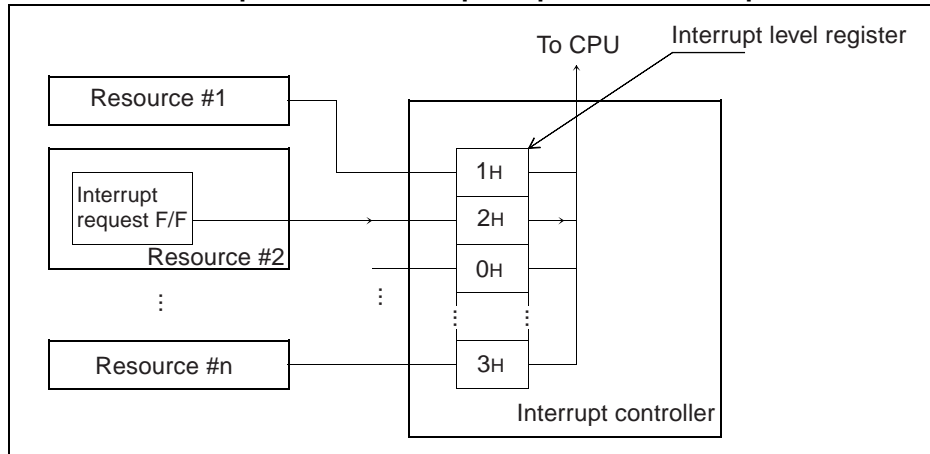 To CPU
Interrupt level register
Resource #1
1H
Interrupt
request F/F
2H
Resource #2
0H
Resource #n
3H
Interrupt controller